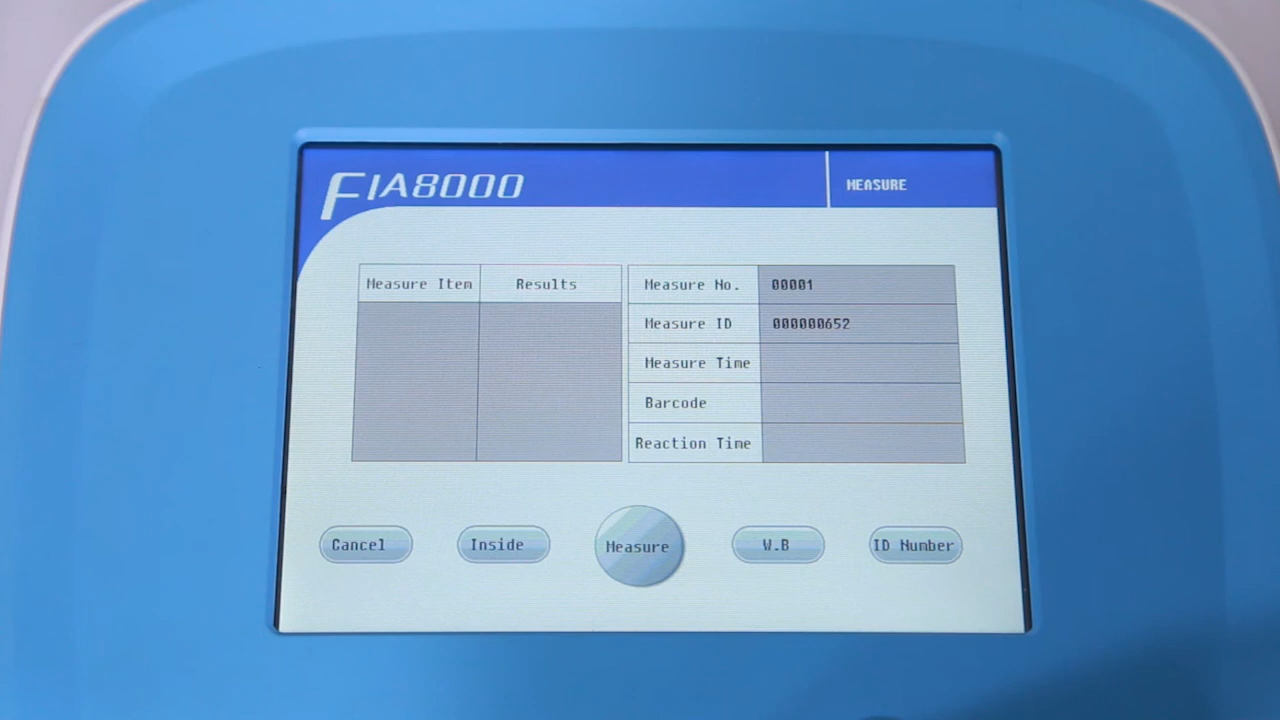 FIA8000
MEASURE
Measure Item Results
Measure No. 00001
Measure ID 000000652
Measure Time
Barcode
Reaction Time
Cancel Inside Measure W.B ID Number